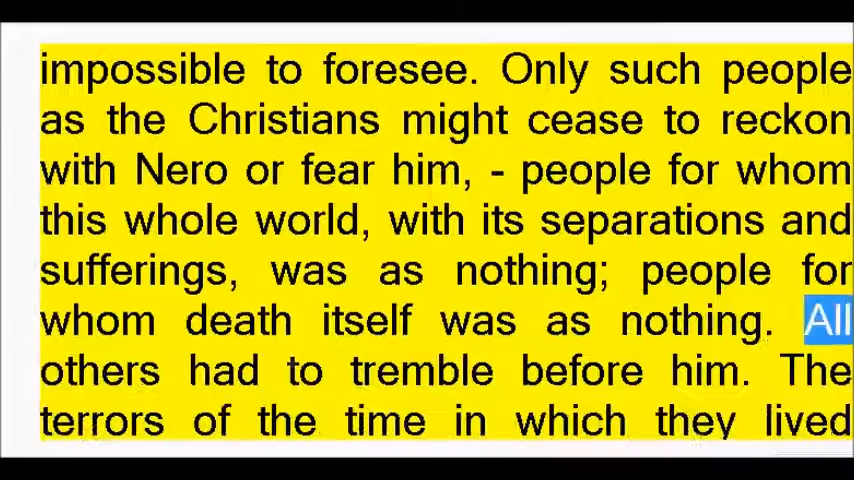 impossible to foresee. Only such people
as the Christians might cease to reckon
with Nero or fear him, - people for whom
this whole world, with its separations and
sufferings, was as nothing; people for
whom death itself was as nothing. All
others had to tremble before him. The
terrors of the time in which they lived